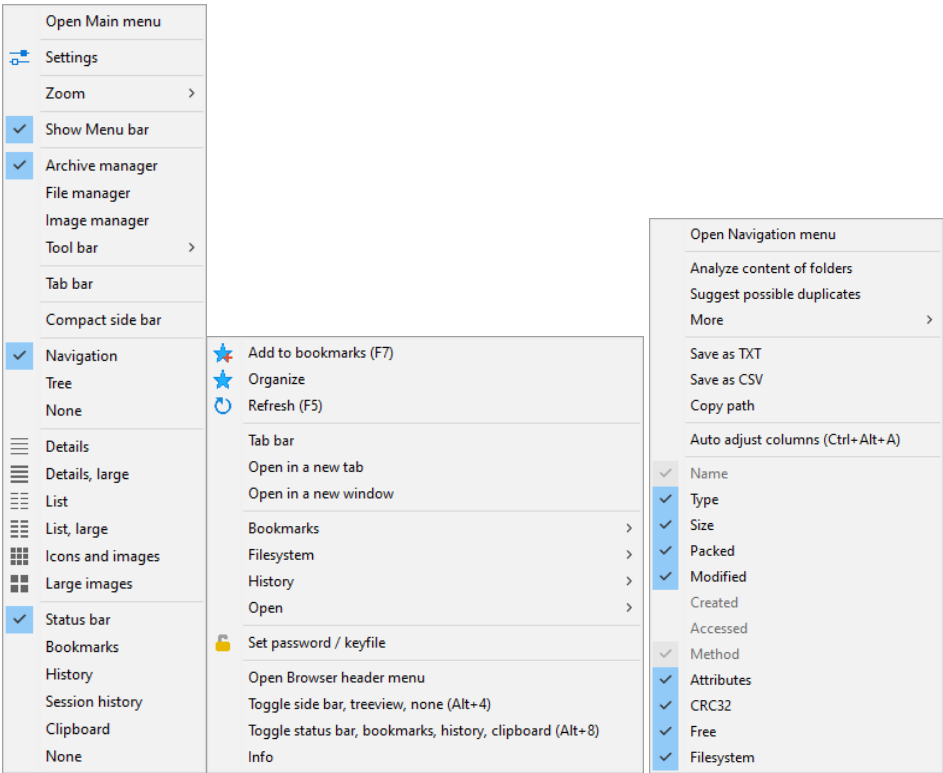 Open Main menu
Settings
Zoom
Show Menu bar
Archive manager
File manager
Image manager
Tool bar
Tab bar
Compact side bar
Navigation
Tree
None
Details
Details, large
List
List, large
Icons and images
Large images
Status bar
Bookmarks
History
Session history
Clipboard
None
Add to bookmarks (F7)
Organize
Refresh (F5)
Tab bar
Open in a new tab
Open in a new window
Bookmarks
Filesystem
History
Open
Set password / keyfile
Open Browser header menu
Toggle side bar, treeview, none (Alt+4)
Toggle status bar, bookmarks, history, clipboard (Alt+8)
Info
Open Navigation menu
Analyze content of folders
Suggest possible duplicates
More
Save as TXT
Save as CSV
Copy path
Auto adjust columns (Ctrl+Alt+A)
Name
Type
Size
Packed
Modified
Created
Accessed
Method
Attributes
CRC32
Free
Filesystem